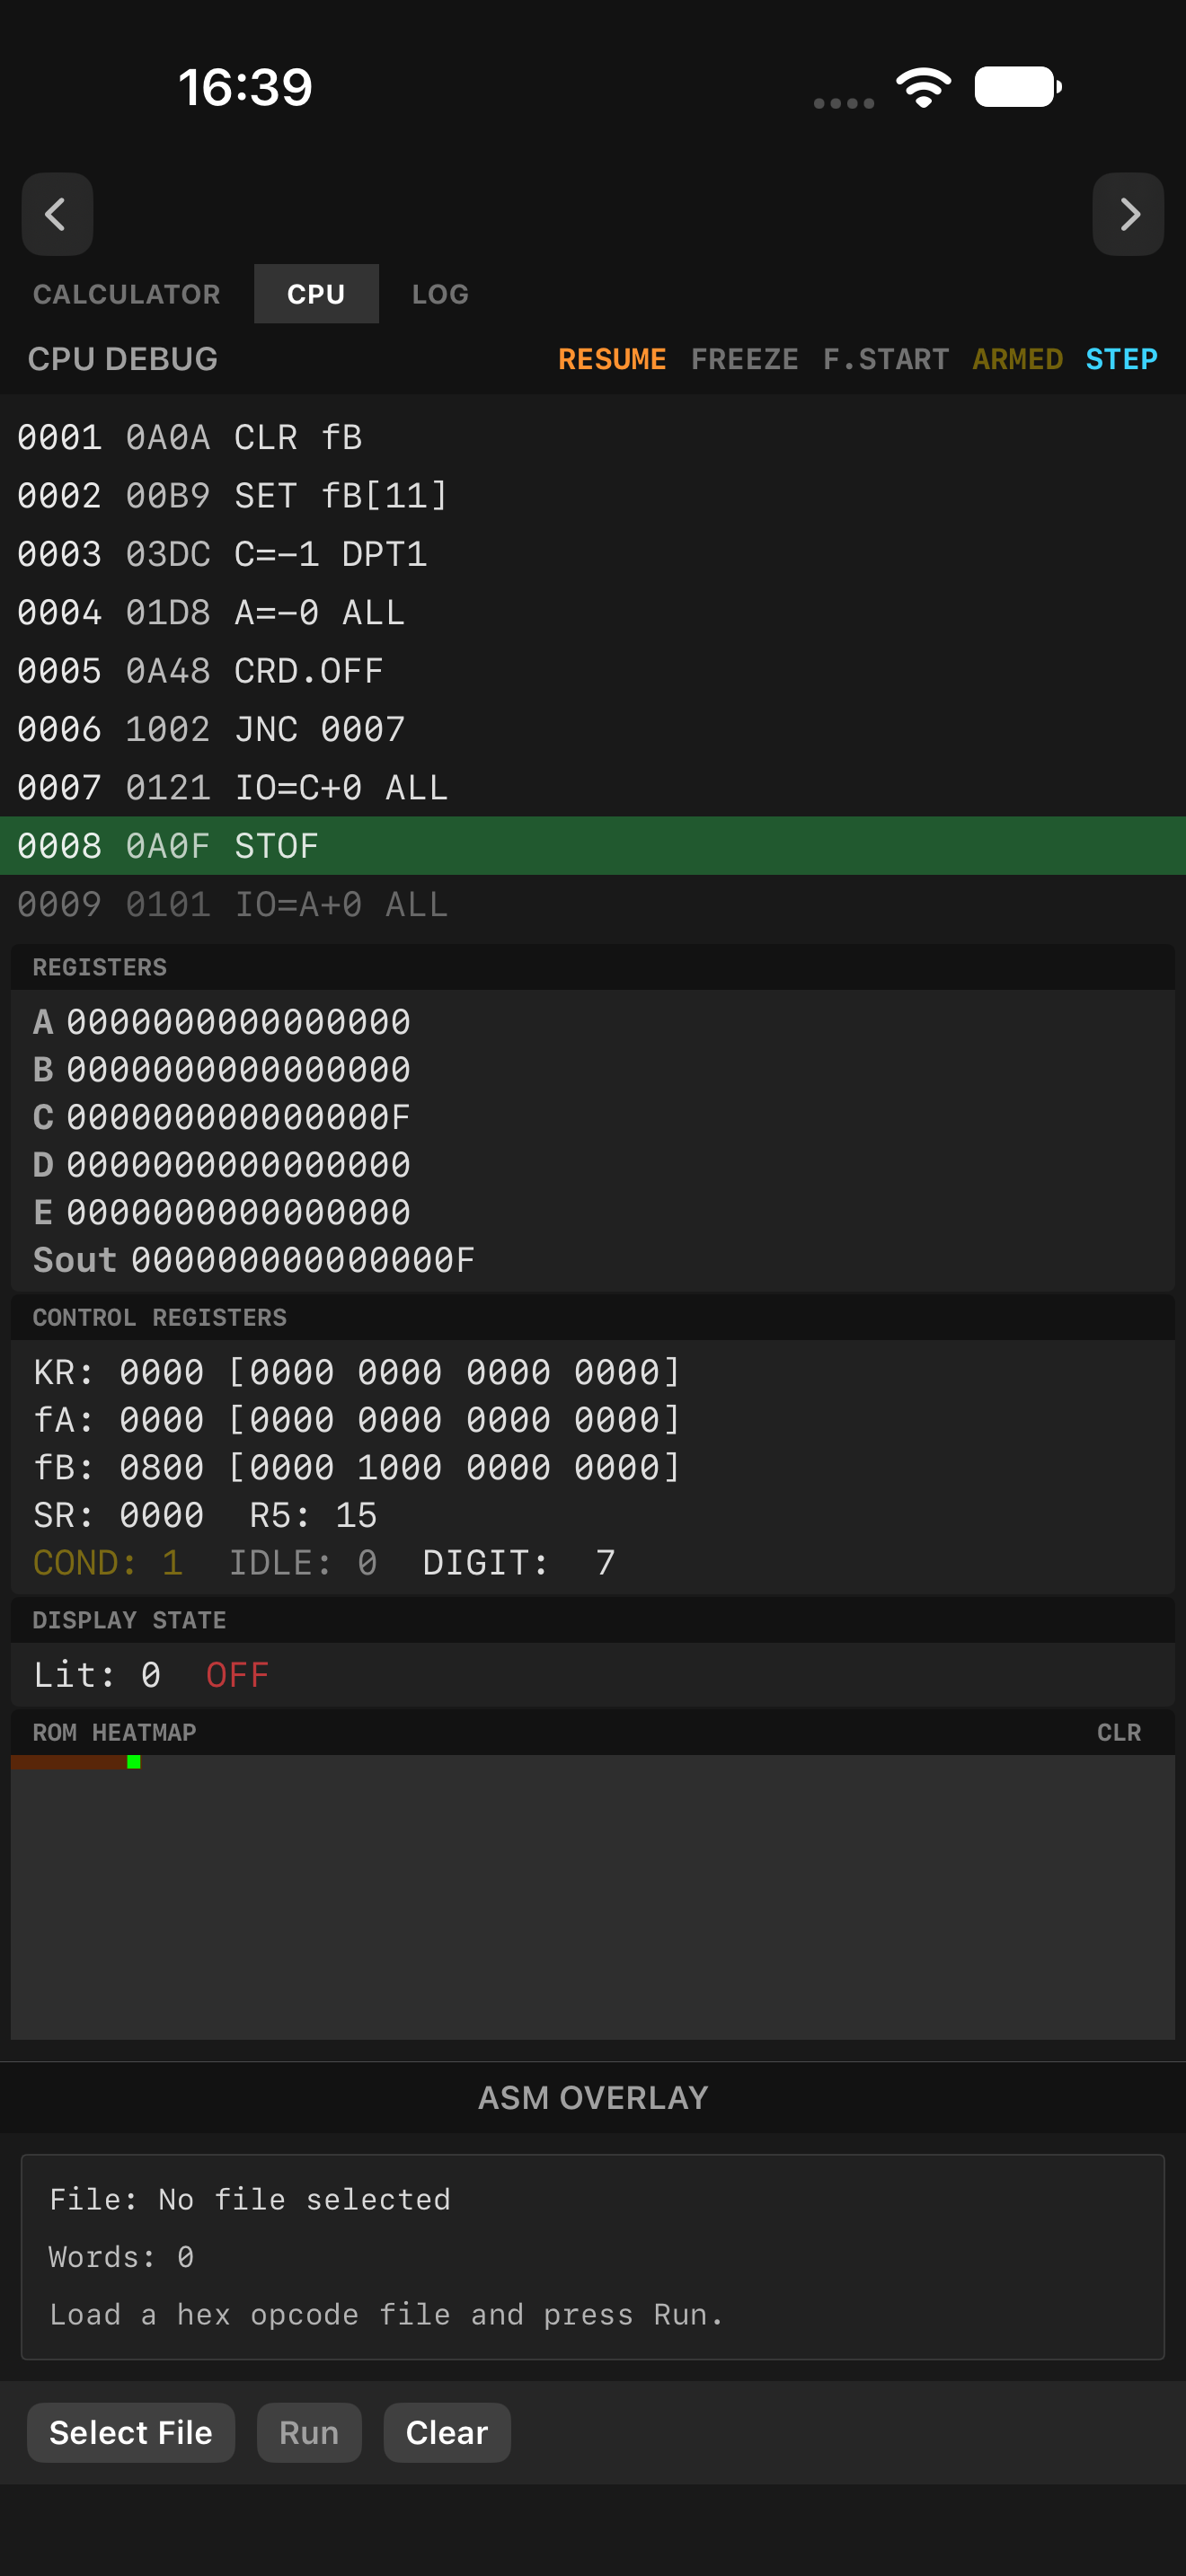 16:39
CALCULATOR CPU LOG
CPU DEBUG RESUME FREEZE F.START ARMED STEP
0001 0A0A CLR fB
0002 00B9 SET fB[11]
0003 03DC C=-1 DPT1
0004 01D8 A=-0 ALL
0005 0A48 CRD.OFF
0006 1002 JNC 0007
0007 0121 IO=C+0 ALL
0008 0A0F STOF
0009 0101 IO=A+0 ALL
REGISTERS
A 0000000000000000
B 0000000000000000
C 000000000000000F
D 0000000000000000
E 0000000000000000
Sout 000000000000000F
CONTROL REGISTERS
KR: 0000 [0000 0000 0000 0000]
fA: 0000 [0000 0000 0000 0000]
fB: 0800 [0000 1000 0000 0000]
SR: 0000 R5: 15
COND: 1 IDLE: 0 DIGIT: 7
DISPLAY STATE
Lit: 0 OFF
ROM HEATMAP CLR
ASM OVERLAY
File: No file selected
Words: 0
Load a hex opcode file and press Run.
Select File Run Clear